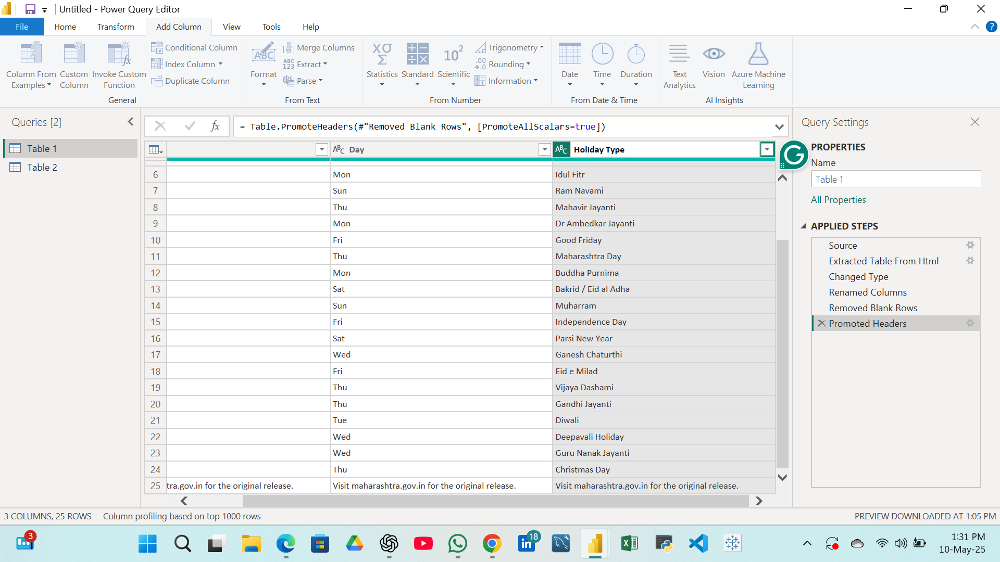 Untitled - Power Query Editor
File Home Transform Add Column View Tools Help
Column From Examples
Custom Column
Invoke Custom Function
Conditional Column
Index Column
Duplicate Column
General
ABC
Format
Merge Columns
ABC 123 Extract
abc Parse
From Text
Χσ Σ
Statistics
Standard
10²
Scientific
Trigonometry
.00 →.0 Rounding
Information
From Number
Date
Time
Duration
From Date & Time
Text Analytics
Vision
Azure Machine Learning
AI Insights
Queries [2]
Table 1
Table 2
fx = Table.PromoteHeaders(#"Removed Blank Rows", [PromoteAllScalars=true])
ABC Day ABC Holiday Type
6 Mon Idul Fitr
7 Sun Ram Navami
8 Thu Mahavir Jayanti
9 Mon Dr Ambedkar Jayanti
10 Fri Good Friday
11 Thu Maharashtra Day
12 Mon Buddha Purnima
13 Sat Bakrid / Eid al Adha
14 Sun Muharram
15 Fri Independence Day
16 Sat Parsi New Year
17 Wed Ganesh Chaturthi
18 Fri Eid e Milad
19 Thu Vijaya Dashami
20 Thu Gandhi Jayanti
21 Tue Diwali
22 Wed Deepavali Holiday
23 Wed Guru Nanak Jayanti
24 Thu Christmas Day
25 tra.gov.in for the original release. Visit maharashtra.gov.in for the original release. Visit maharashtra.gov.in for the original release.
Query Settings
PROPERTIES
Name
Table 1
All Properties
APPLIED STEPS
Source
Extracted Table From Html
Changed Type
Renamed Columns
Removed Blank Rows
Promoted Headers
3 COLUMNS, 25 ROWS Column profiling based on top 1000 rows PREVIEW DOWNLOADED AT 1:05 PM
3
18
1:31 PM
10-May-25